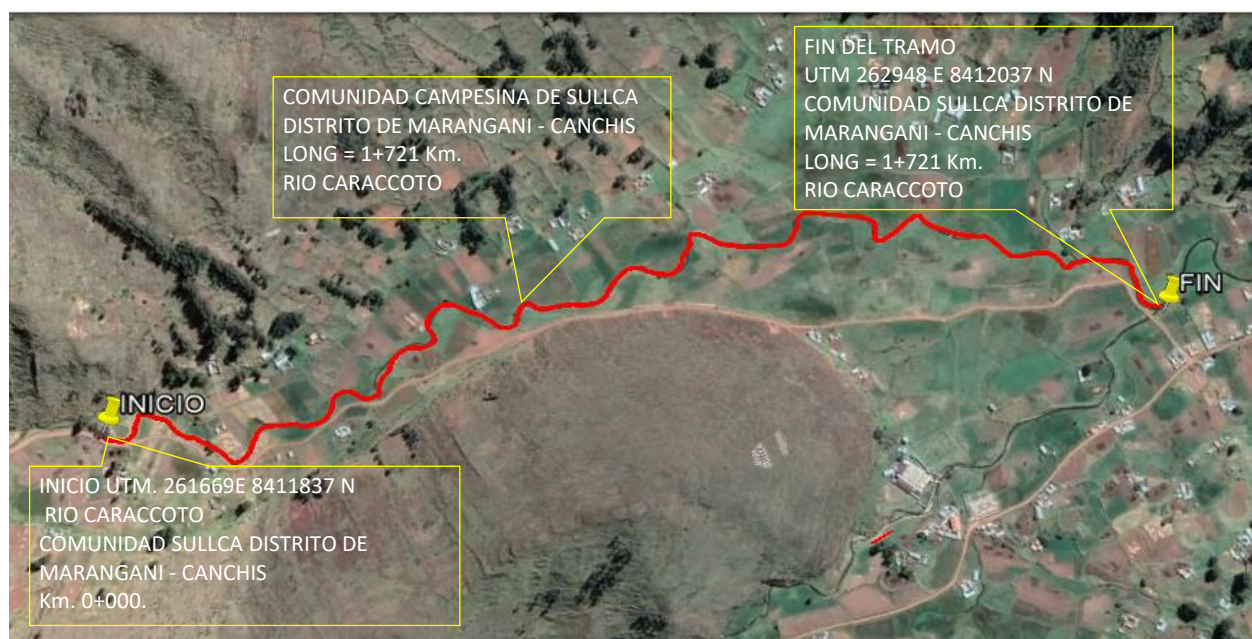 COMUNIDAD CAMPESINA DE SULLCA
DISTRITO DE MARANGANI - CANCHIS
LONG = 1+721 Km.
RIO CARACCOTO
FIN DEL TRAMO
UTM 262948 E 8412037 N
COMUNIDAD SULLCA DISTRITO DE
MARANGANI - CANCHIS
LONG = 1+721 Km.
RIO CARACCOTO
FIN
INICIO
INICIO UTM. 261669E 8411837 N
RIO CARACCOTO
COMUNIDAD SULLCA DISTRITO DE
MARANGANI - CANCHIS
Km. 0+000.